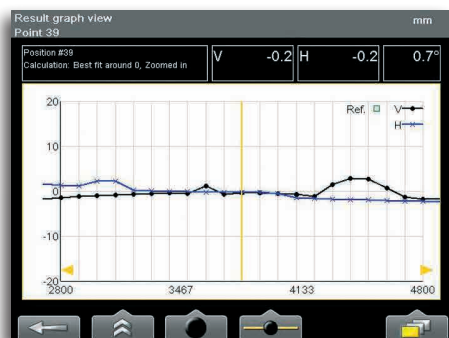 Result graph view
mm
Point 39
Position #39
Calculation: Best fit around 0, Zoomed in
V -0.2
H -0.2
0.7°
20
Ref. V
H
10
0
-10
-20
2800 3467 4133 4800